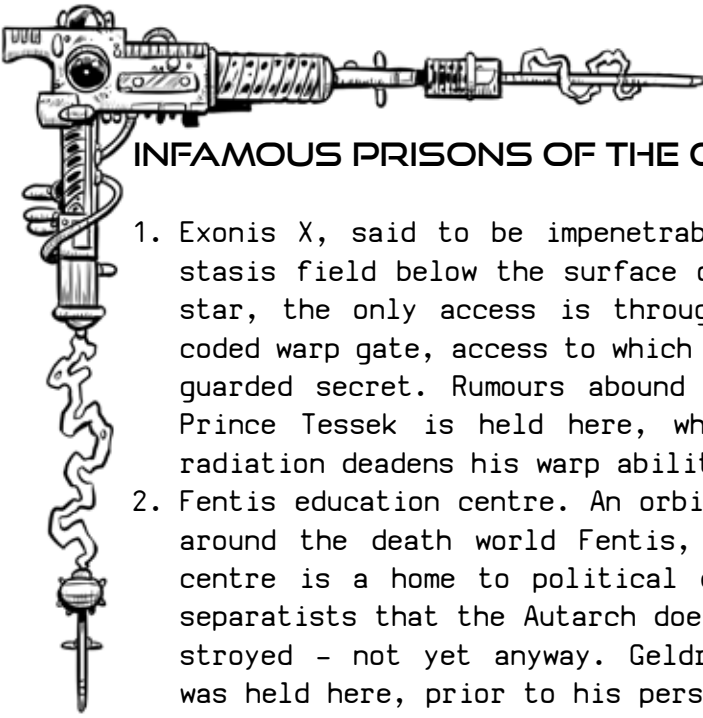 INFAMOUS PRISONS OF THE
1. Exonis X, said to be impenetrab
stasis field below the surface
star, the only access is throug
coded warp gate, access to which
guarded secret. Rumours abound
Prince Tessek is held here, wh
radiation deadens his warp abilit
2. Fentis education centre. An orbi
around the death world Fentis,
centre is a home to political
separatists that the Autarch doe
stroyed – not yet anyway. Geldr
was held here, prior to his pers